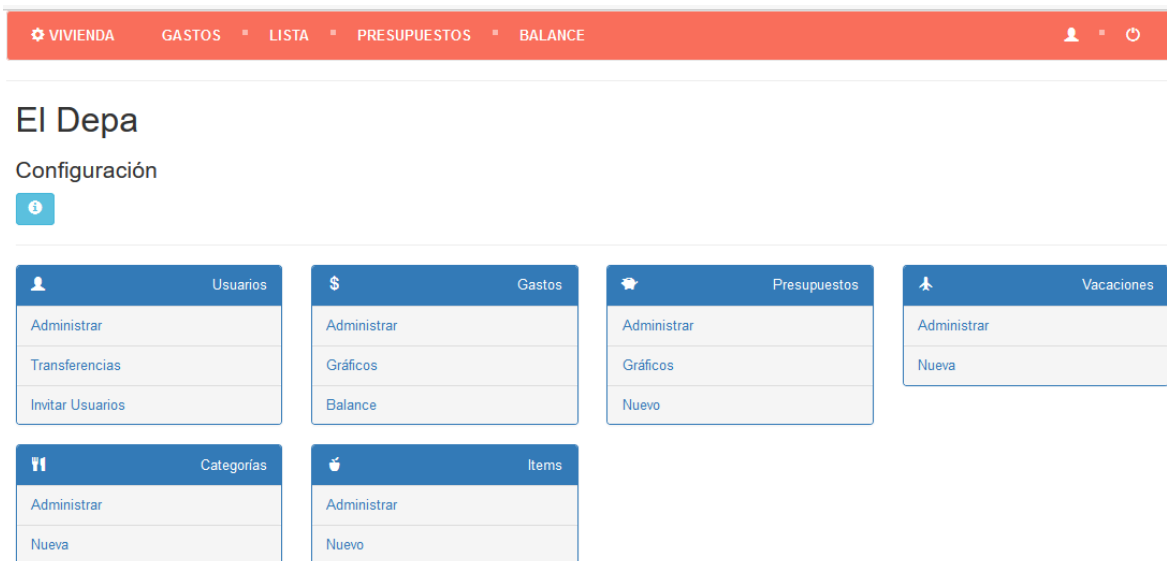 VIVIENDA GASTOS LISTA PRESUPUESTOS BALANCE
El Depa
Configuración
Usuarios
Administrar
Transferencias
Invitar Usuarios
$ Gastos
Administrar
Gráficos
Balance
Presupuestos
Administrar
Gráficos
Nuevo
Vacaciones
Administrar
Nueva
Categorías
Administrar
Nueva
Items
Administrar
Nuevo